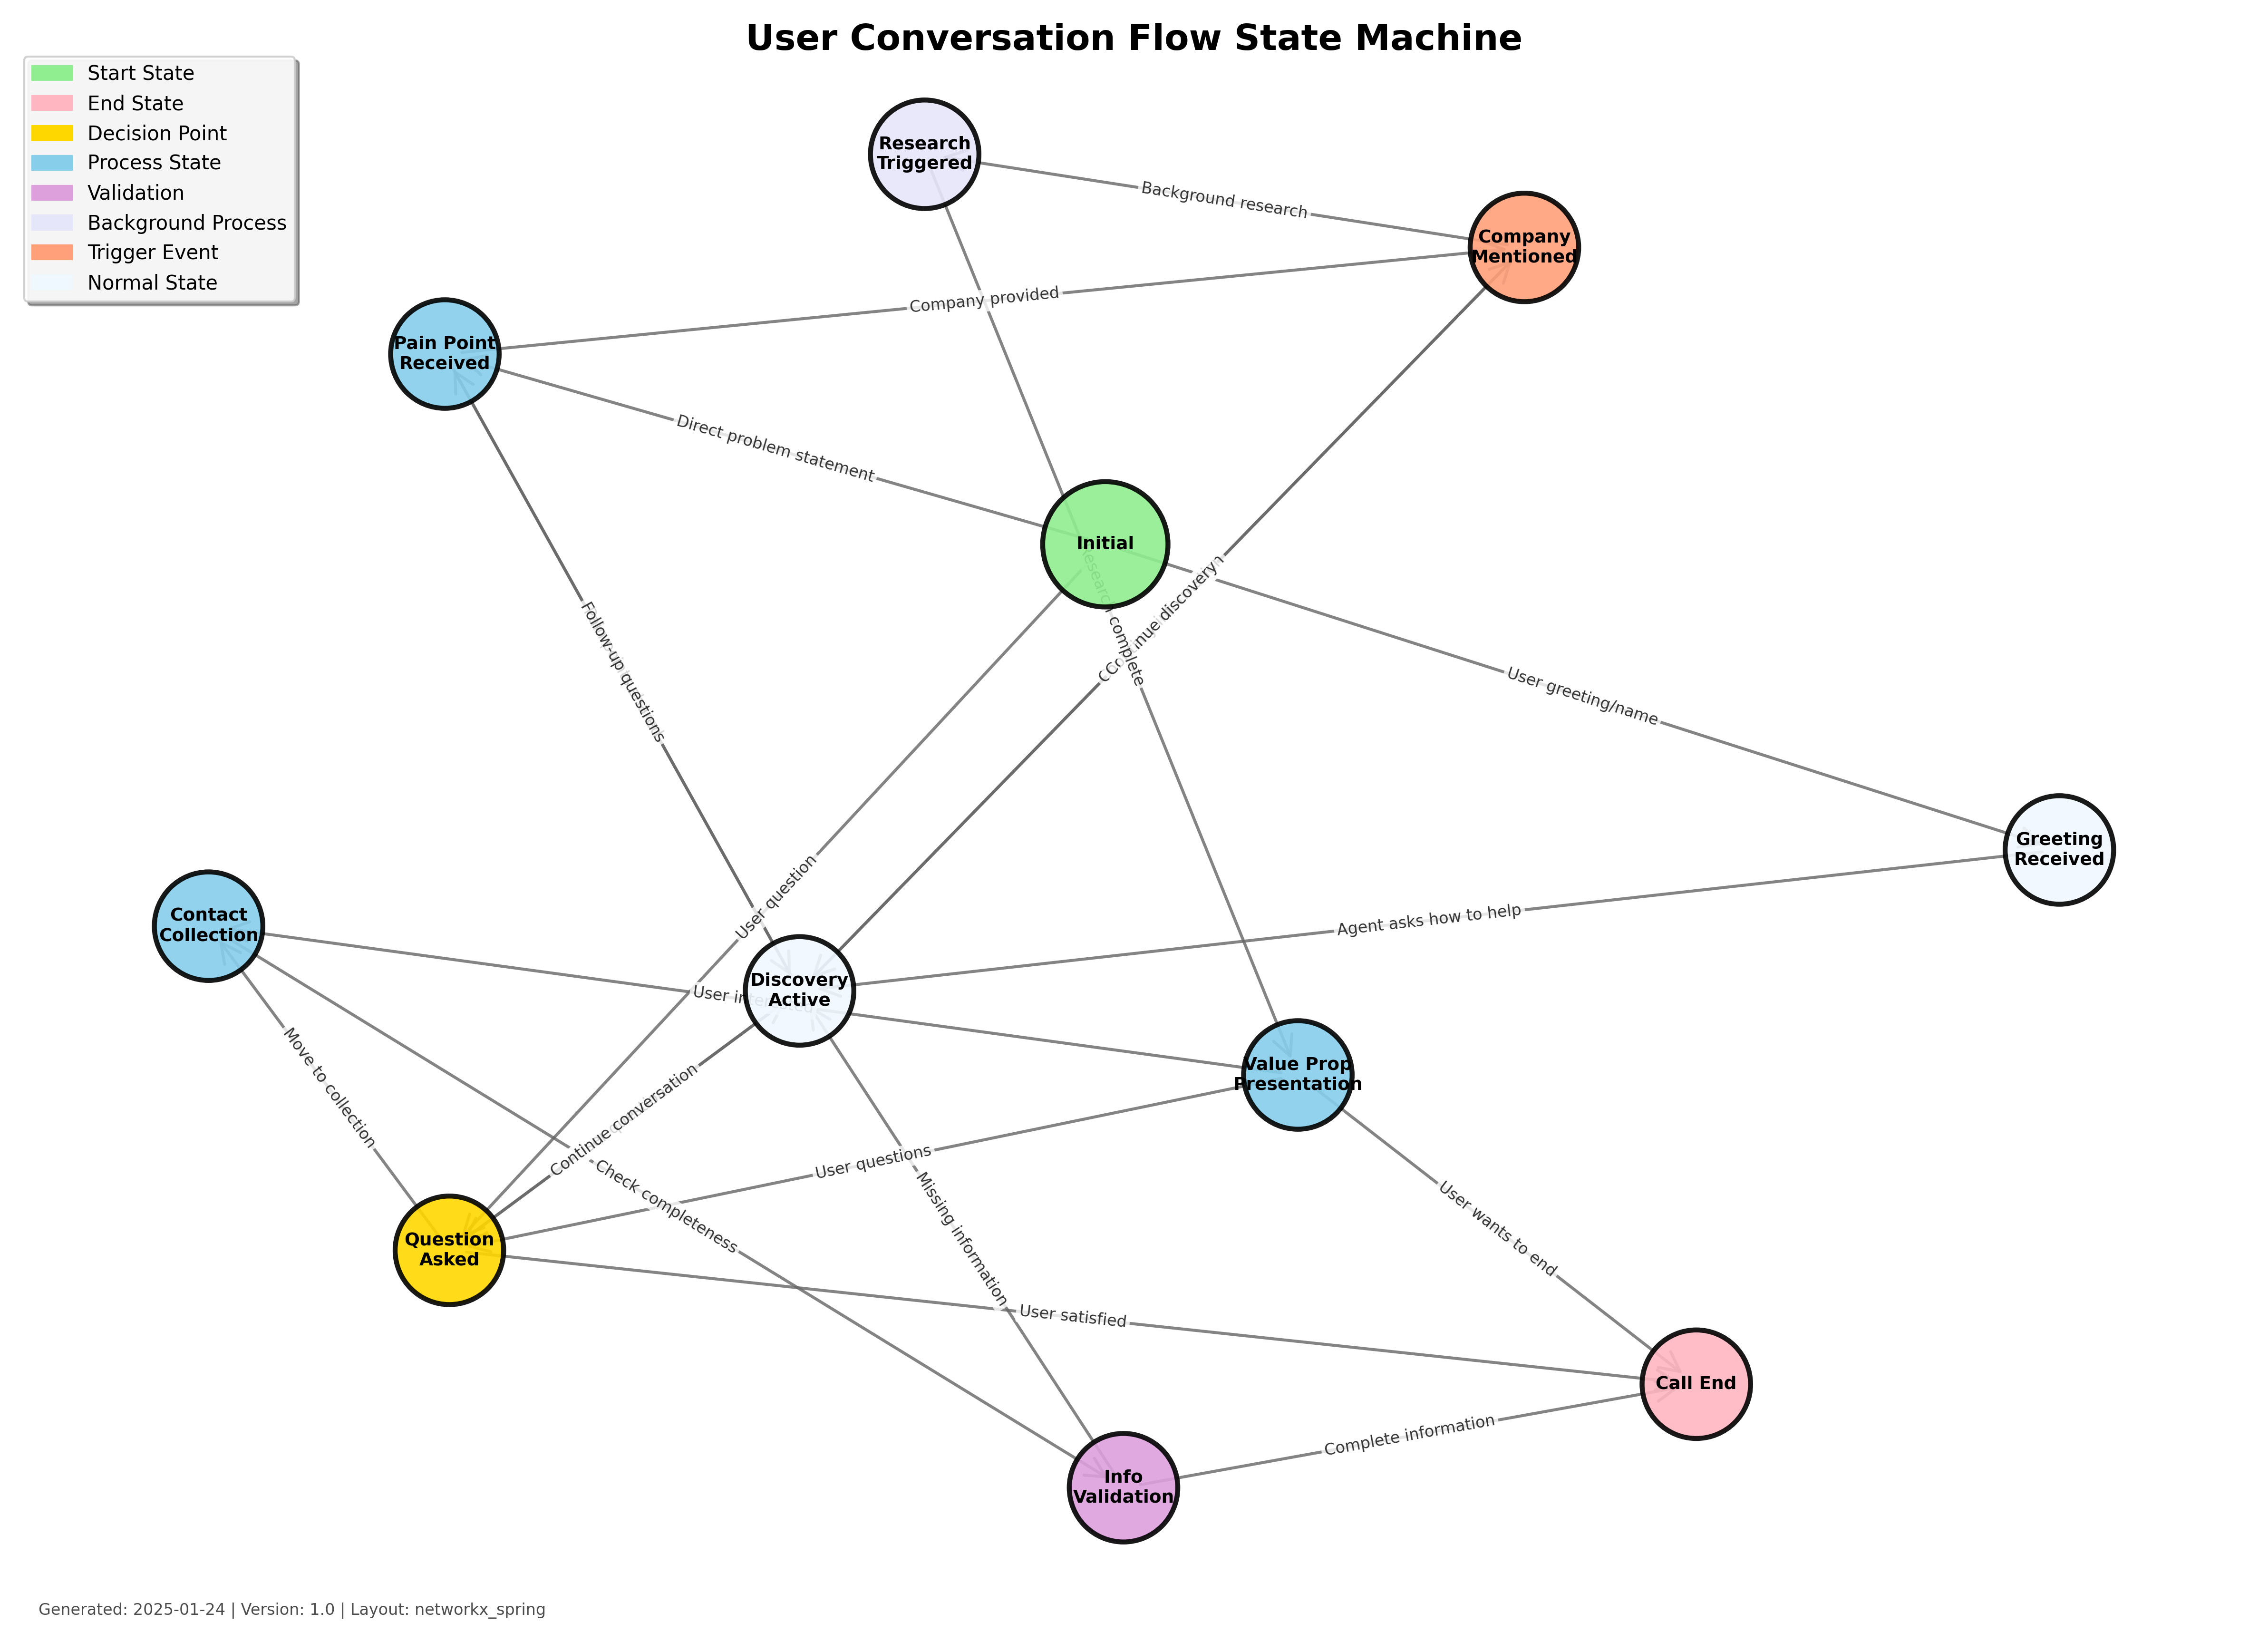 User Conversation Flow State Machine
Start State
End State
Decision Point
Process State
Validation
Background Process
Trigger Event
Normal State
Research
Triggered
Background research
Company
Mentioned
Company provided
Pain Point
Received
Direct problem statement
Initial
Research complete
Continue discovery
Follow-up questions
User greeting/name
User question
Greeting
Received
Agent asks how to help
Contact
Collection
Discovery
Active
User interested
Value Prop
Presentation
Move to collection
Continue conversation
Check completeness
User questions
Missing information
User wants to end
Question
Asked
User satisfied
Call End
Complete information
Info
Validation
Generated: 2025-01-24 | Version: 1.0 | Layout: networkx_spring